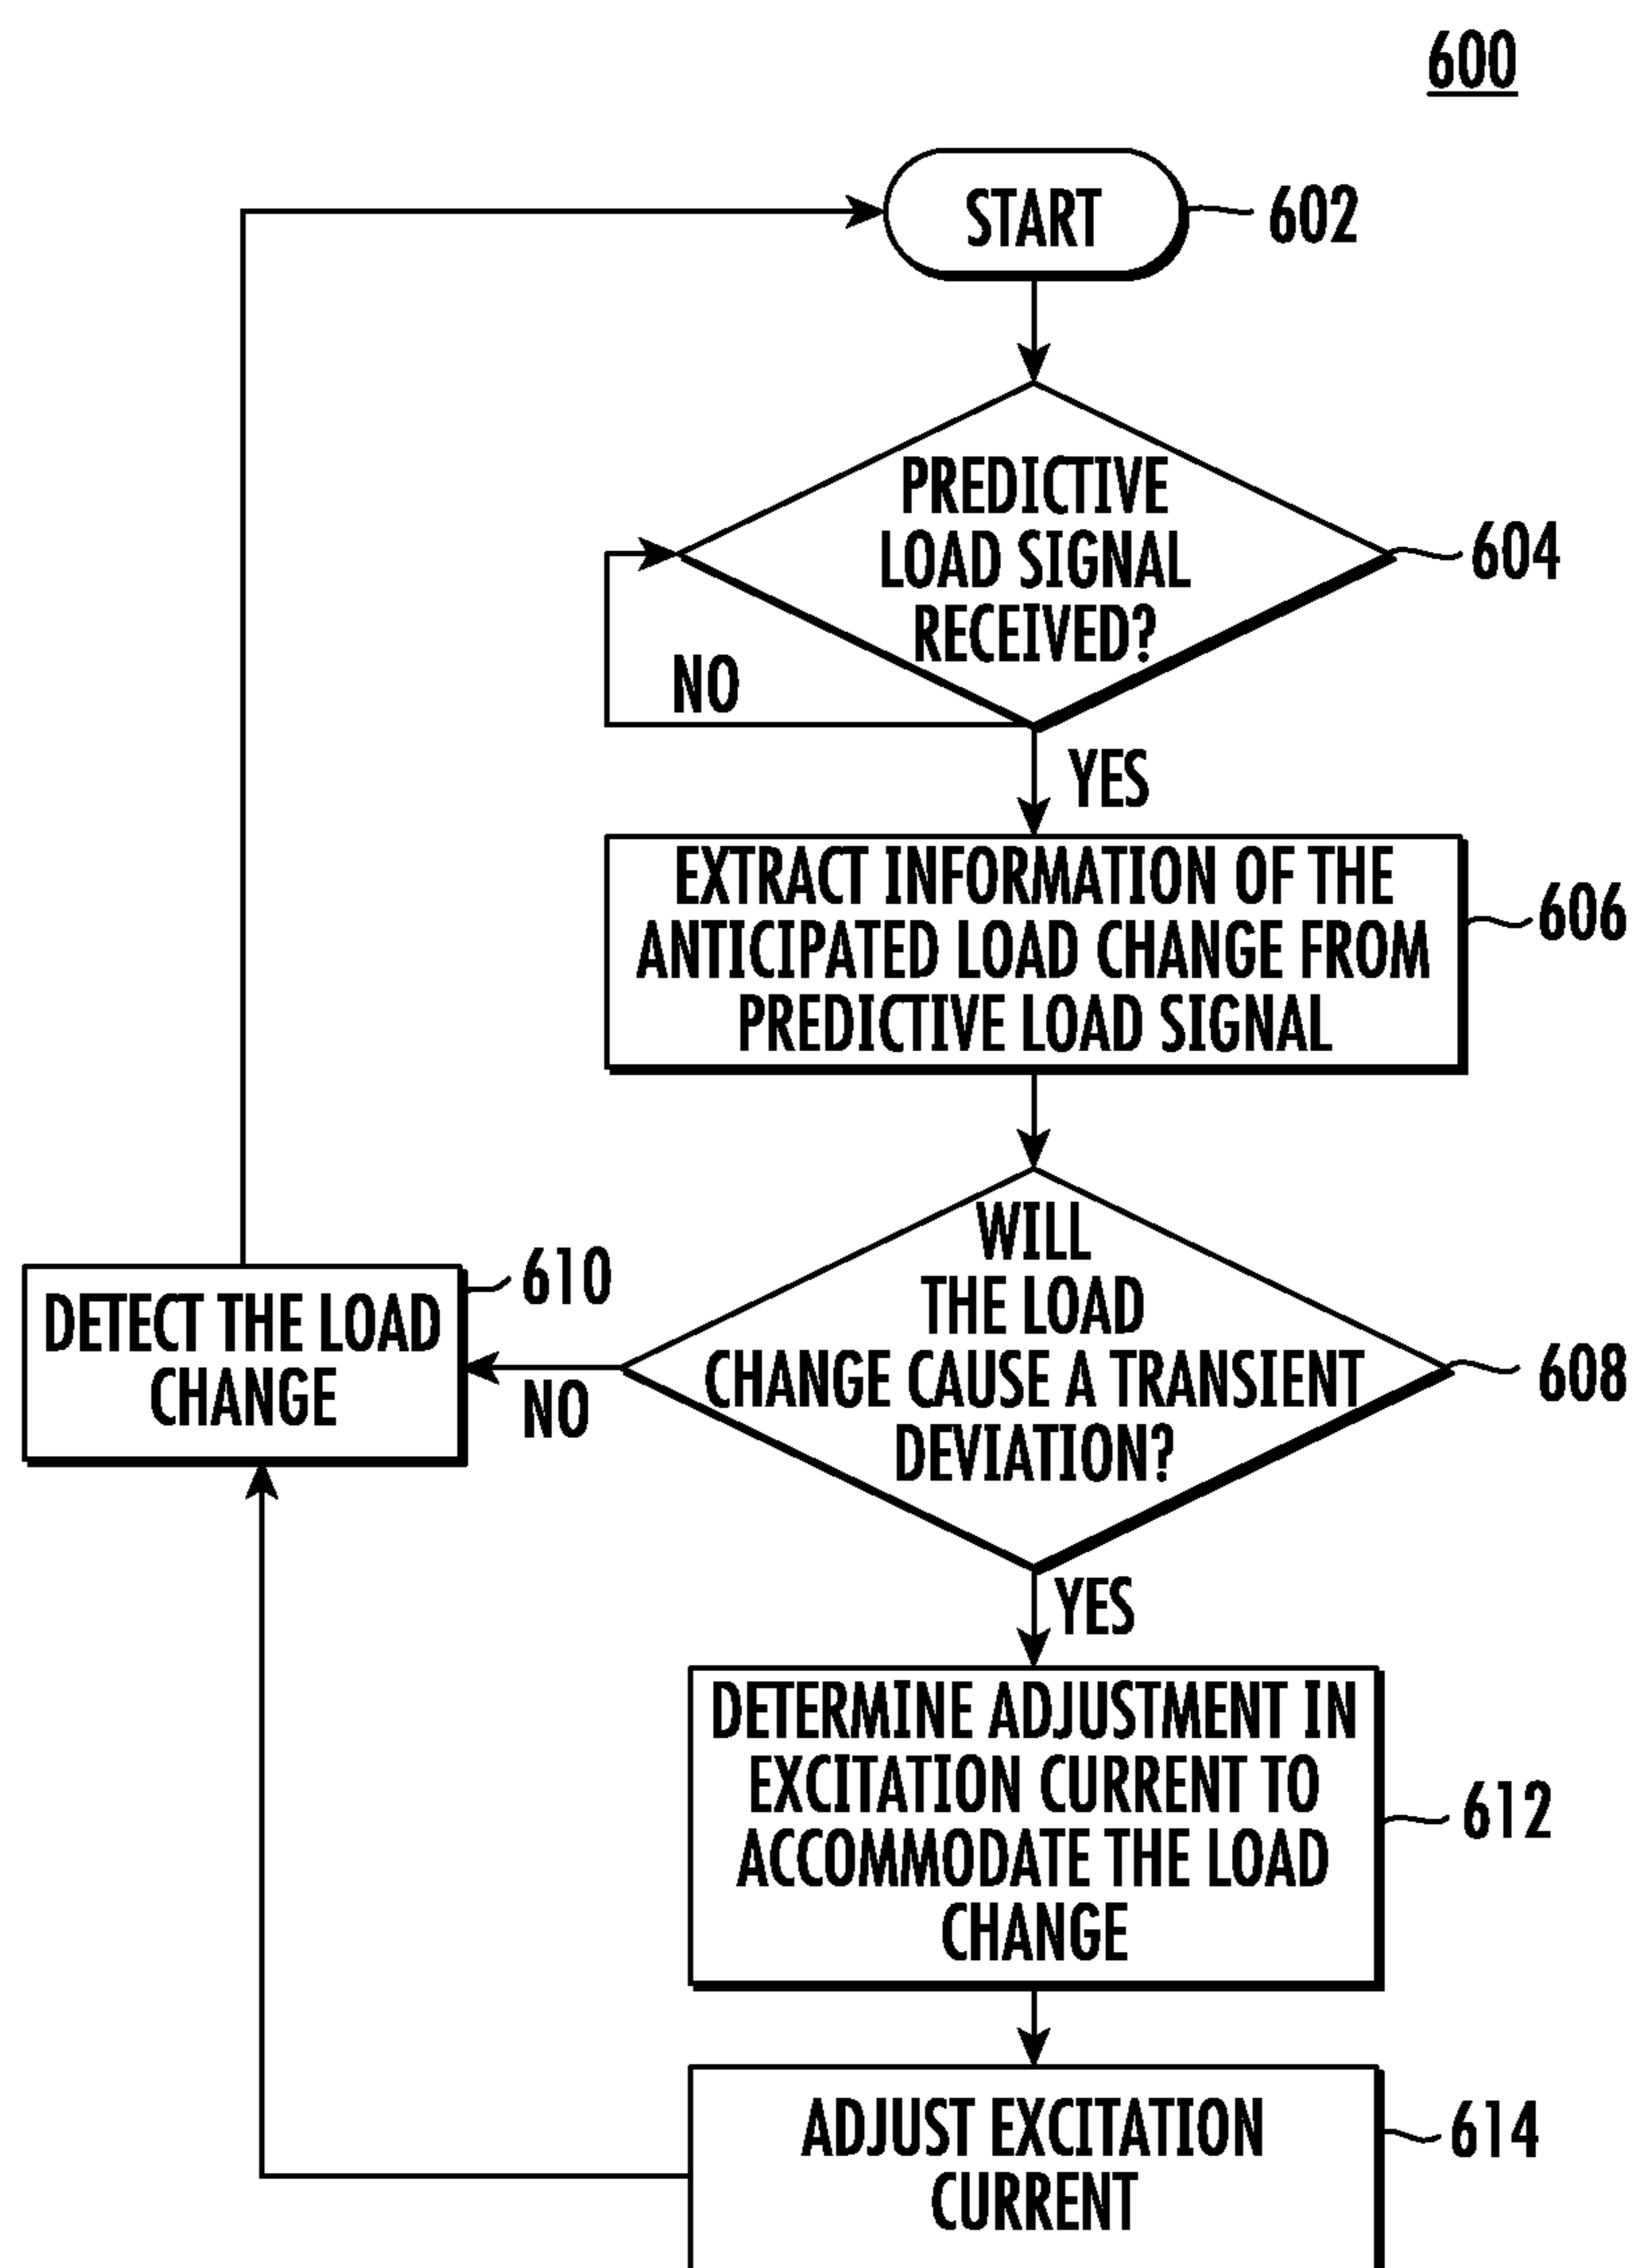 600
START
602
PREDICTIVE
LOAD SIGNAL
RECEIVED?
604
NO
YES
EXTRACT INFORMATION OF THE
ANTICIPATED LOAD CHANGE FROM
PREDICTIVE LOAD SIGNAL
606
WILL
THE LOAD
CHANGE CAUSE A TRANSIENT
DEVIATION?
608
NO
DETECT THE LOAD
CHANGE
610
YES
DETERMINE ADJUSTMENT IN
EXCITATION CURRENT TO
ACCOMMODATE THE LOAD
CHANGE
612
ADJUST EXCITATION
CURRENT
614